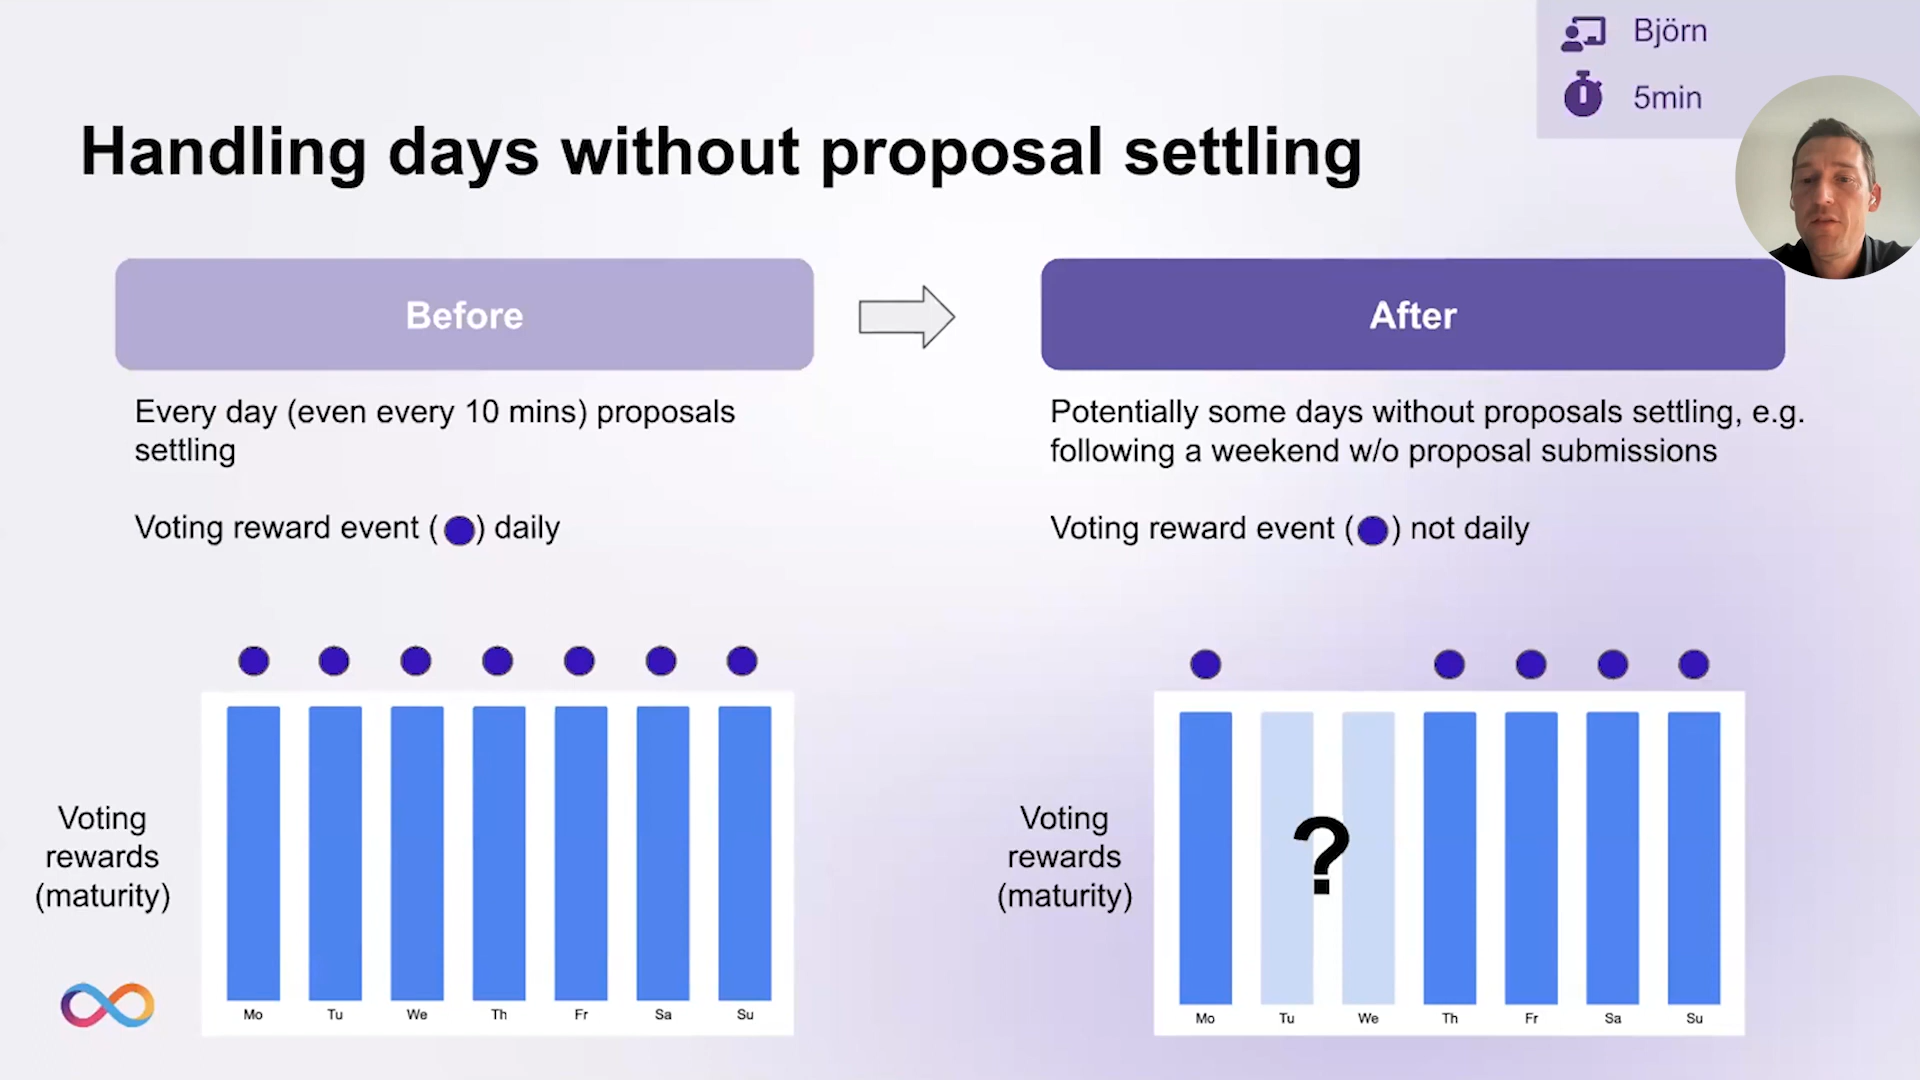 Björn
5min
Handling days without proposal settling
Before
After
Every day (even every 10 mins) proposals
settling
Voting reward event ( ) daily
Potentially some days without proposals settling, e.g.
following a weekend w/o proposal submissions
Voting reward event ( ) not daily
Voting
rewards
(maturity)
Mo Tu We Th Fr Sa Su
Voting
rewards
(maturity)
?
Mo Tu We Th Fr Sa Su